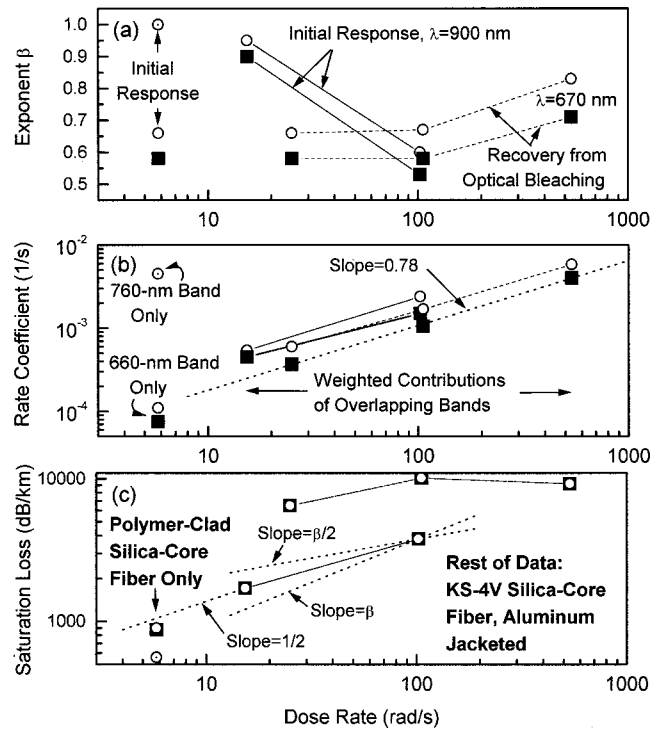 (a)
Initial Response, λ=900 nm
Initial
Response
λ=670 nm
Recovery from
Optical Bleaching
Exponent β
1.0
0.9
0.8
0.7
0.6
0.5
10
100
1000
(b)
Slope=0.78
760-nm Band
Only
660-nm Band
Only
Weighted Contributions
of Overlapping Bands
Rate Coefficient (1/s)
10-2
10-3
10-4
(c)
Polymer-Clad
Silica-Core
Fiber Only
Slope=β/2
Slope=β
Slope=1/2
Rest of Data:
KS-4V Silica-Core
Fiber, Aluminum
Jacketed
Saturation Loss (dB/km)
10000
1000
10
100
1000
Dose Rate (rad/s)